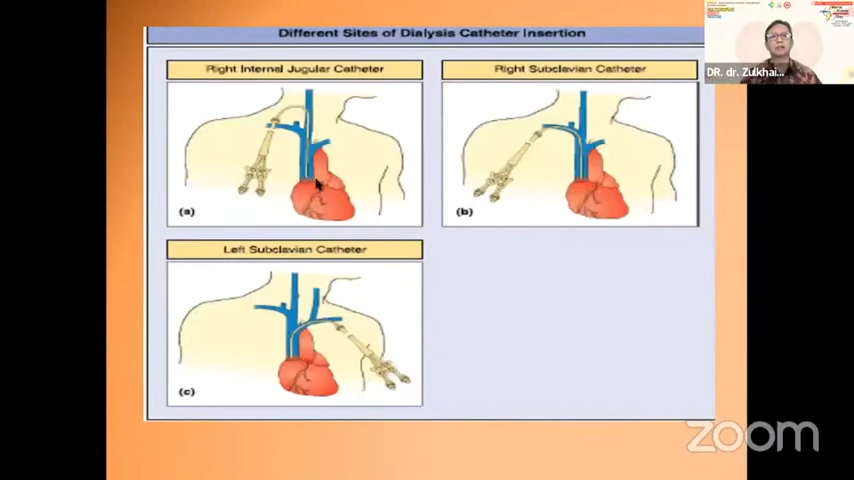 Different Sites of Dialysis Catheter Insertion
Right Internal Jugular Catheter
Right Subclavian Catheter
(a)
(b)
Left Subclavian Catheter
(c)
DR. dr. Zulkhai...
zoom